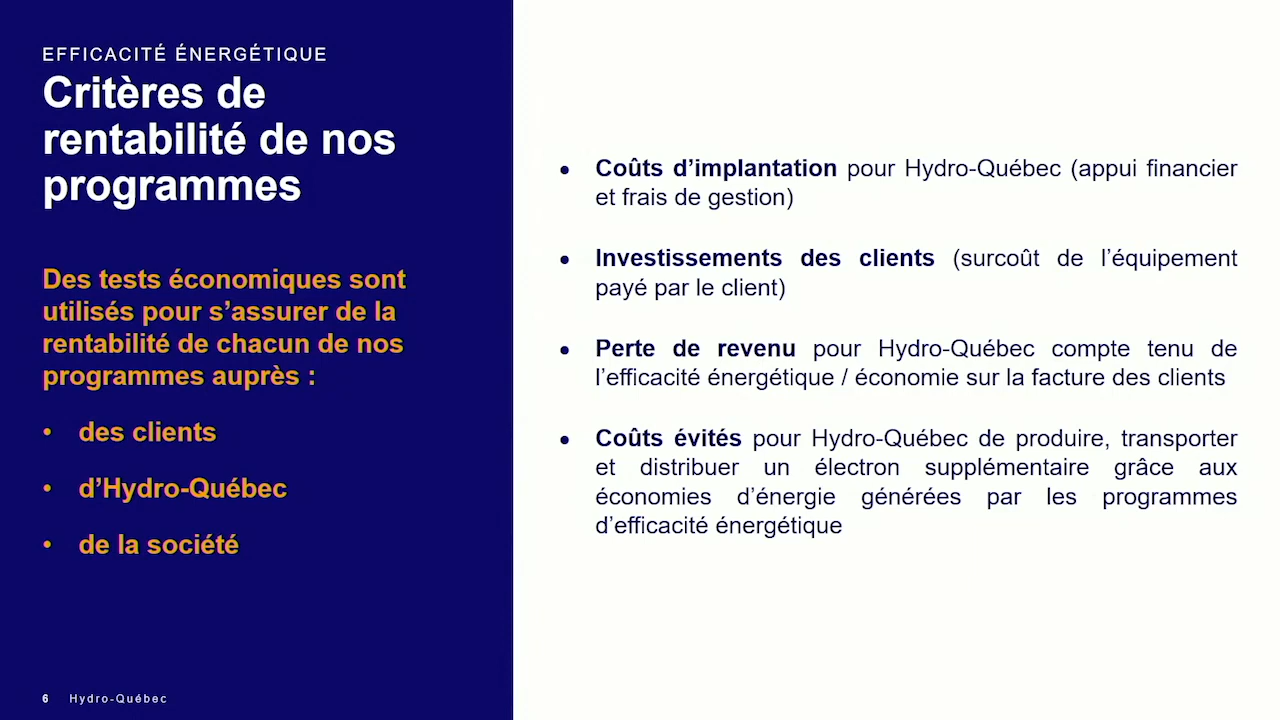 EFFICACITÉ ÉNERGÉTIQUE
Critères de
rentabilité de nos
programmes
Des tests économiques sont
utilisés pour s’assurer de la
rentabilité de chacun de nos
programmes auprès :
• des clients
• d’Hydro-Québec
• de la société
6 Hydro-Québec
• Coûts d’implantation pour Hydro-Québec (appui financier
et frais de gestion)
• Investissements des clients (surcoût de l’équipement
payé par le client)
• Perte de revenu pour Hydro-Québec compte tenu de
l’efficacité énergétique / économie sur la facture des clients
• Coûts évités pour Hydro-Québec de produire, transporter
et distribuer un électron supplémentaire grâce aux
économies d’énergie générées par les programmes
d’efficacité énergétique